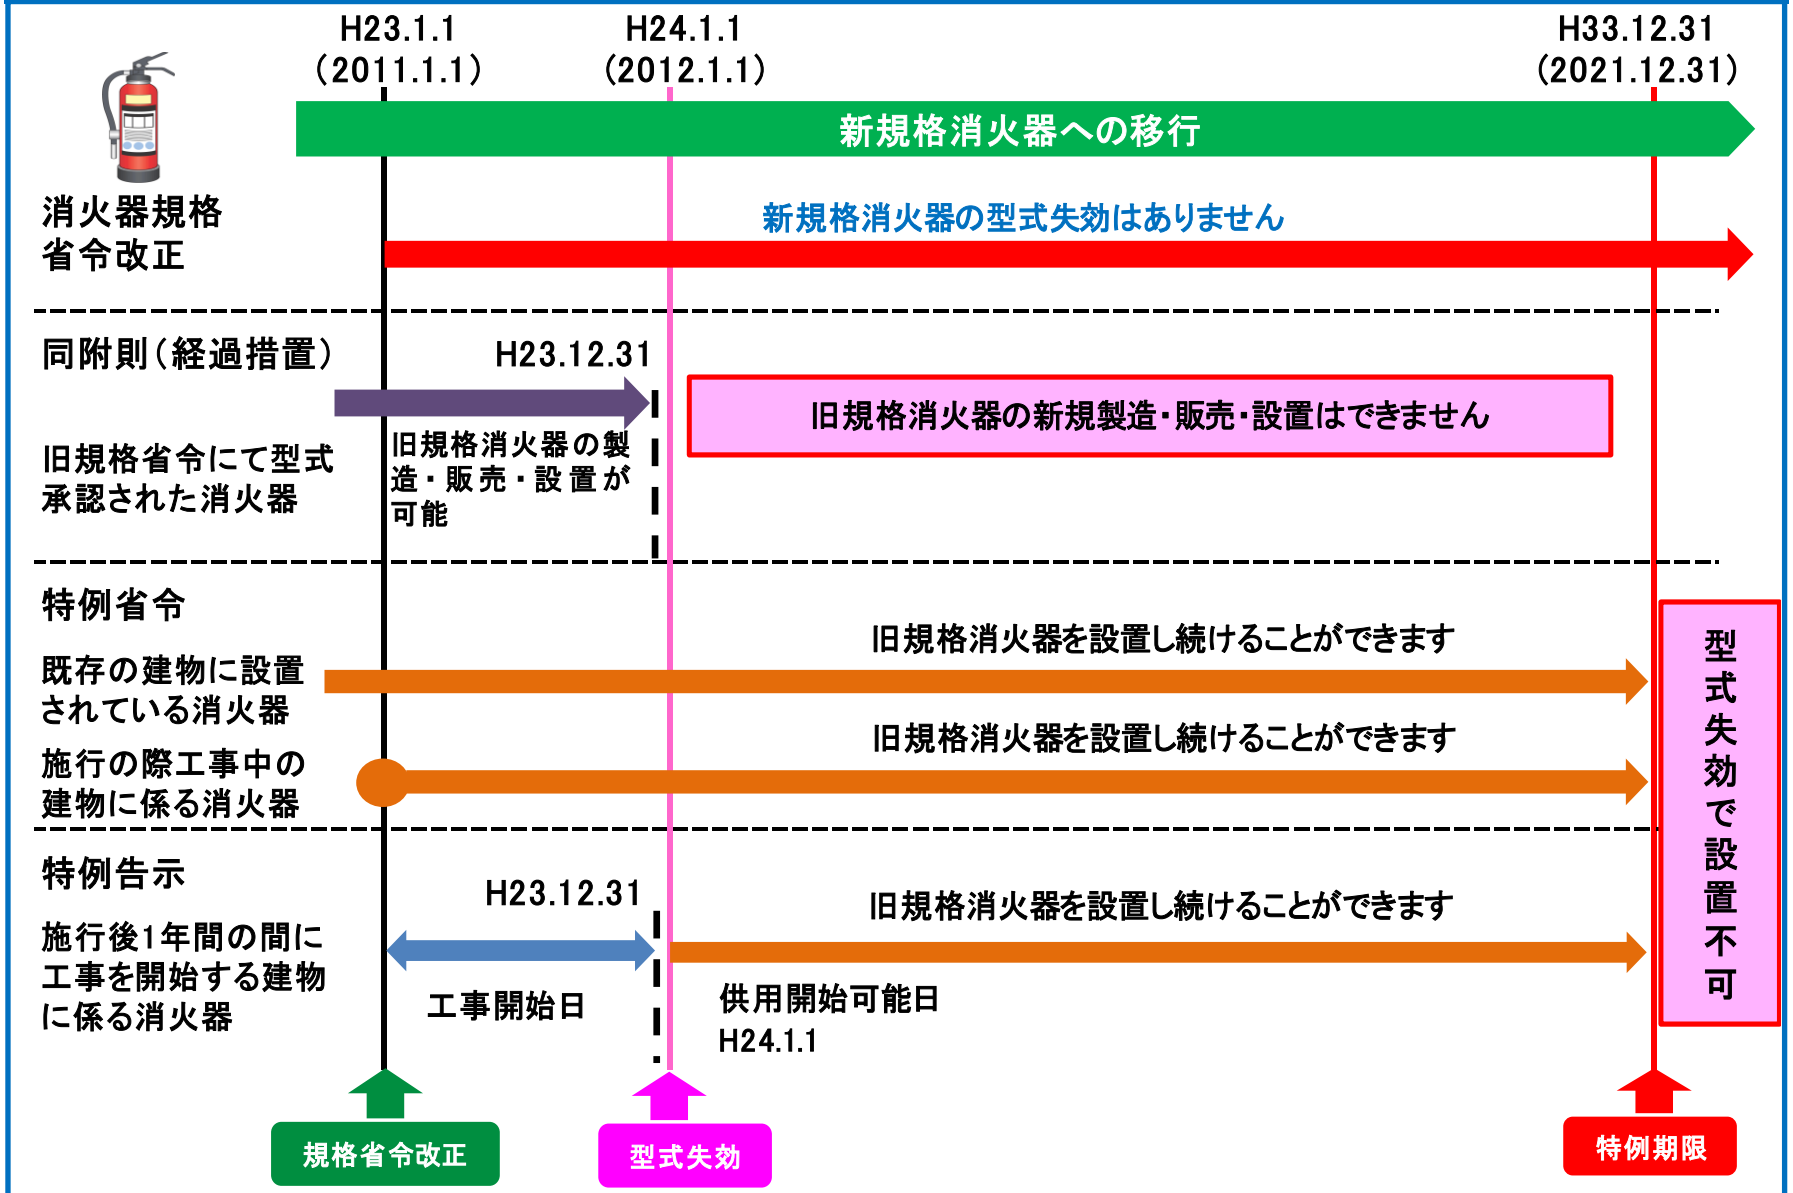 H23.1.1
（2011.1.1）
H24.1.1
（2012.1.1）
H33.12.31
（2021.12.31）
新規格消火器への移行
消火器規格
省令改正
新規格消火器の型式失効はありません
同附則（経過措置）
H23.12.31
旧規格消火器の新規製造・販売・設置はできません
旧規格省令にて型式
承認された消火器
旧規格消火器の製
造・販売・設置が
可能
特例省令
旧規格消火器を設置し続けることができます
既存の建物に設置
されている消火器
旧規格消火器を設置し続けることができます
施行の際工事中の
建物に係る消火器
型式失効で設置不可
特例告示
H23.12.31
旧規格消火器を設置し続けることができます
施行後1年間の間に
工事を開始する建物
に係る消火器
工事開始日
供用開始可能日
H24.1.1
規格省令改正
型式失効
特例期限